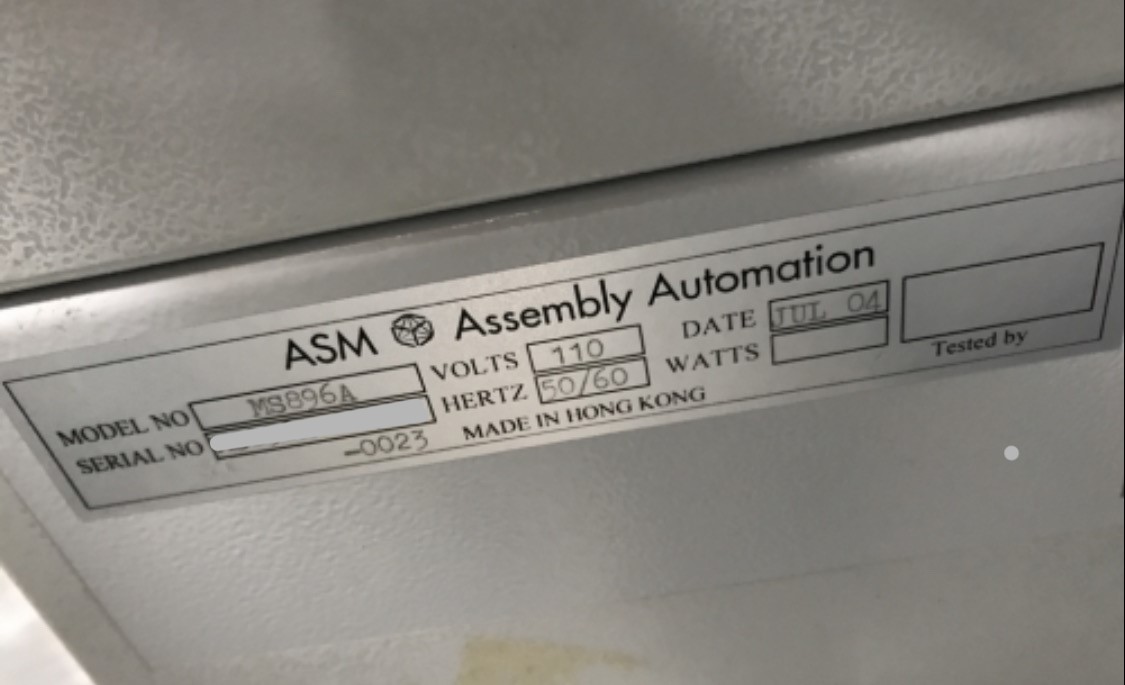 ASM Assembly Automation
MODEL NO MS896A VOLTS 110 DATE JUL 04
SERIAL NO -0023 HERTZ 50/60 WATTS
MADE IN HONG KONG Tested by